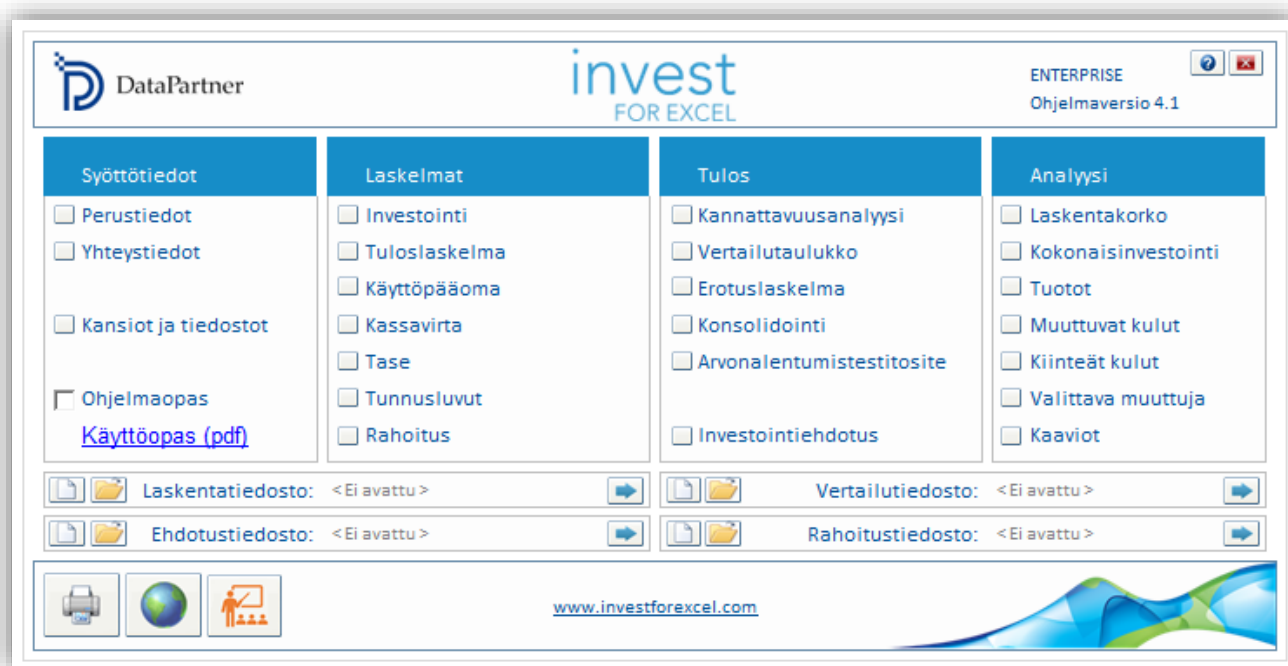 DataPartner
invest
FOR EXCEL
ENTERPRISE
Ohjelmaversio 4.1
Syöttötiedot
Perustiedot
Yhteystiedot
Kansiot ja tiedostot
Ohjelmaopas
Käyttöopas (pdf)
Laskelmat
Investointi
Tuloslaskelma
Käyttöpääoma
Kassavirta
Tase
Tunnusluvut
Rahoitus
Tulos
Kannattavuusanalyysi
Vertailutaulukko
Erotuslaskelma
Konsolidointi
Arvonalentumistestitosite
Investointiehdotus
Analyysi
Laskentakorko
Kokonaisinvestointi
Tuotot
Muuttuvat kulut
Kiinteät kulut
Valittava muuttuja
Kaaviot
Laskentatiedosto: <Ei avattu>
Vertailutiedosto: <Ei avattu>
Ehdotustiedosto: <Ei avattu>
Rahoitustiedosto: <Ei avattu>
www.investforexcel.com